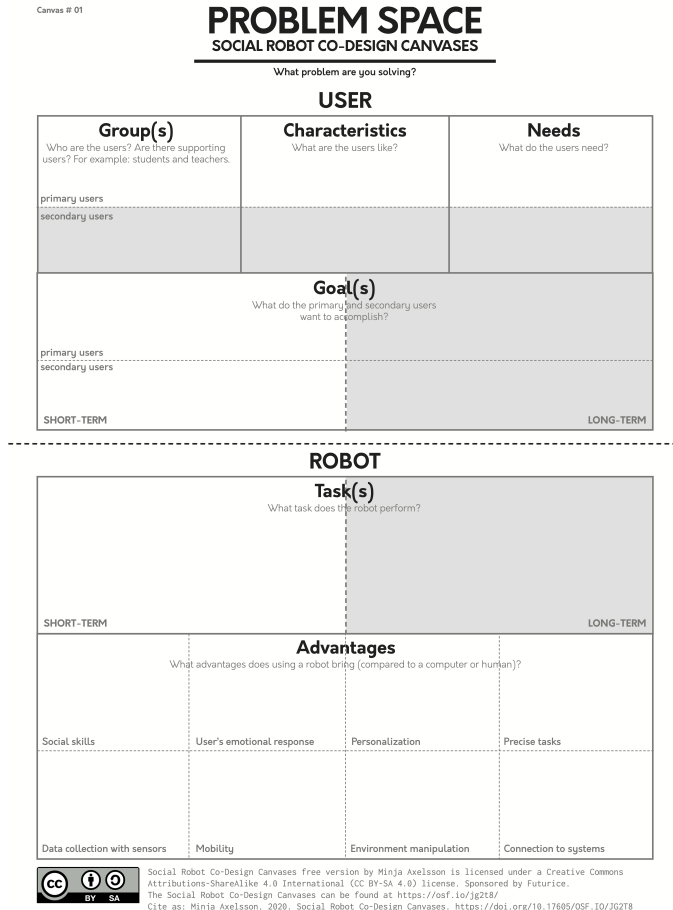 Canvas # 01
PROBLEM SPACE
SOCIAL ROBOT CO-DESIGN CANVASES
What problem are you solving?
USER
Group(s)
Who are the users? Are there supporting
users? For example: students and teachers.
primary users
secondary users
Characteristics
What are the users like?
Needs
What do the users need?
Goal(s)
What do the primary and secondary users
want to accomplish?
primary users
secondary users
SHORT-TERM
LONG-TERM
ROBOT
Task(s)
What task does the robot perform?
SHORT-TERM
LONG-TERM
Advantages
What advantages does using a robot bring (compared to a computer or human)?
Social skills
User's emotional response
Personalization
Precise tasks
Data collection with sensors
Mobility
Environment manipulation
Connection to systems
cc
BY SA
Social Robot Co-Design Canvases free version by Minja Axelsson is licensed under a Creative Commons
Attributions-ShareAlike 4.0 International (CC BY-SA 4.0) license. Sponsored by Futurice.
The Social Robot Co-Design Canvases can be found at https://osf.io/jg2t8/
Cite as: Minja Axelsson. 2020. Social Robot Co-Design Canvases. https://doi.org/10.17605/OSF.IO/JG2T8